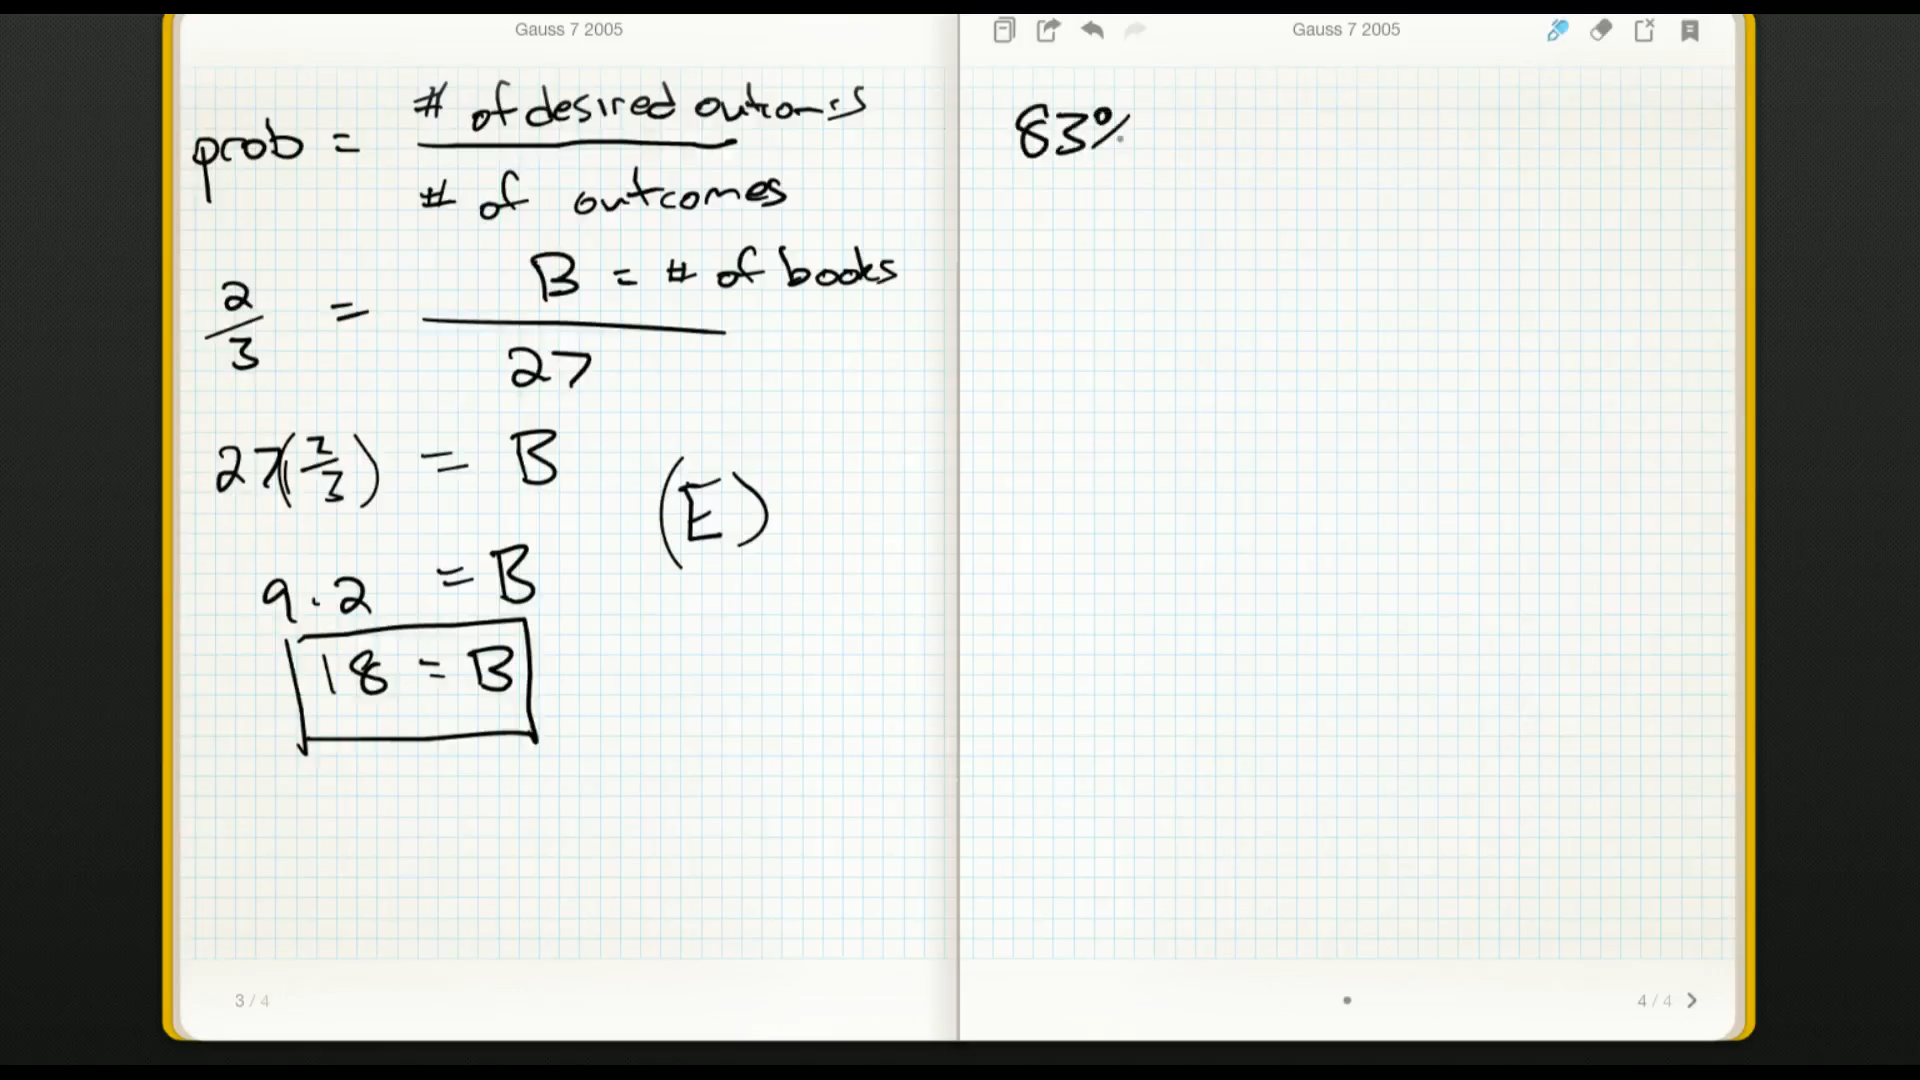 Gauss 7 2005
prob = # of desired outcomes / # of outcomes
2/3 = B = # of books / 27
27(2/3) = B
(E)
9.2 = B
18 = B
3 / 4
Gauss 7 2005
83%
4 / 4